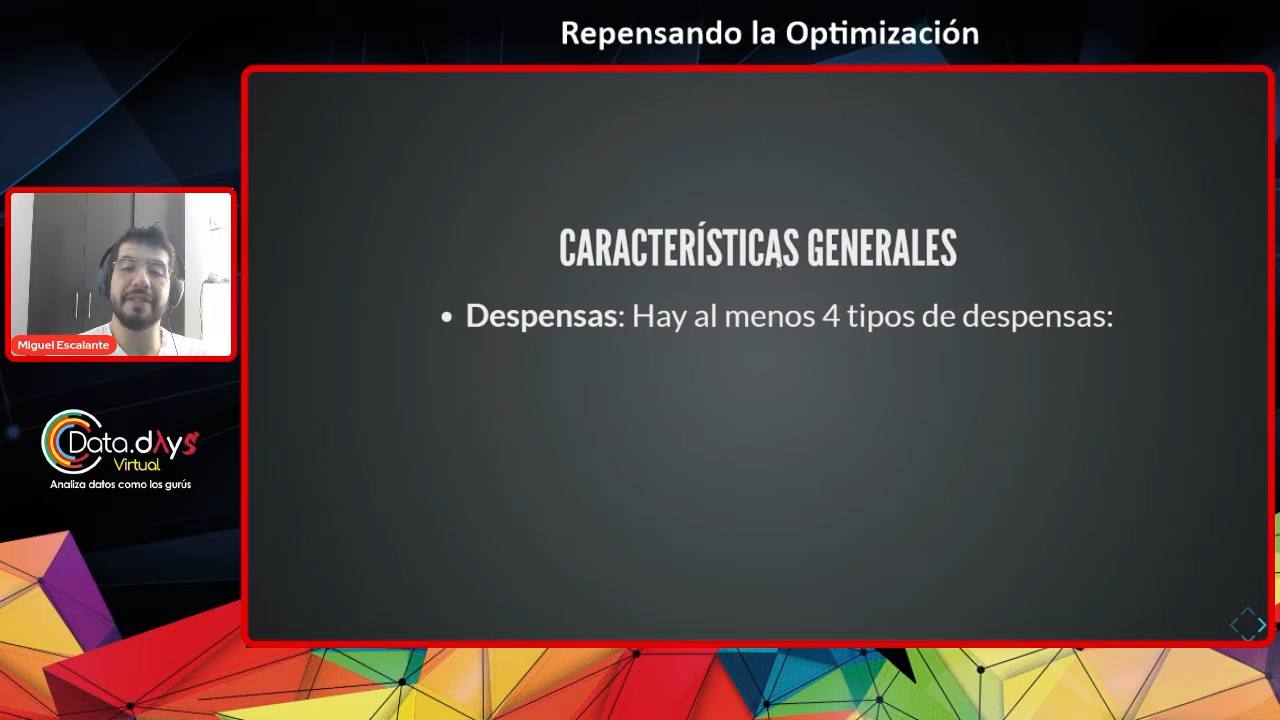 Repensando la Optimización
CARACTERÍSTICAS GENERALES
• Despensas: Hay al menos 4 tipos de despensas:
Miguel Escalante
Data.dAys
Virtual
Analiza datos como los gurús